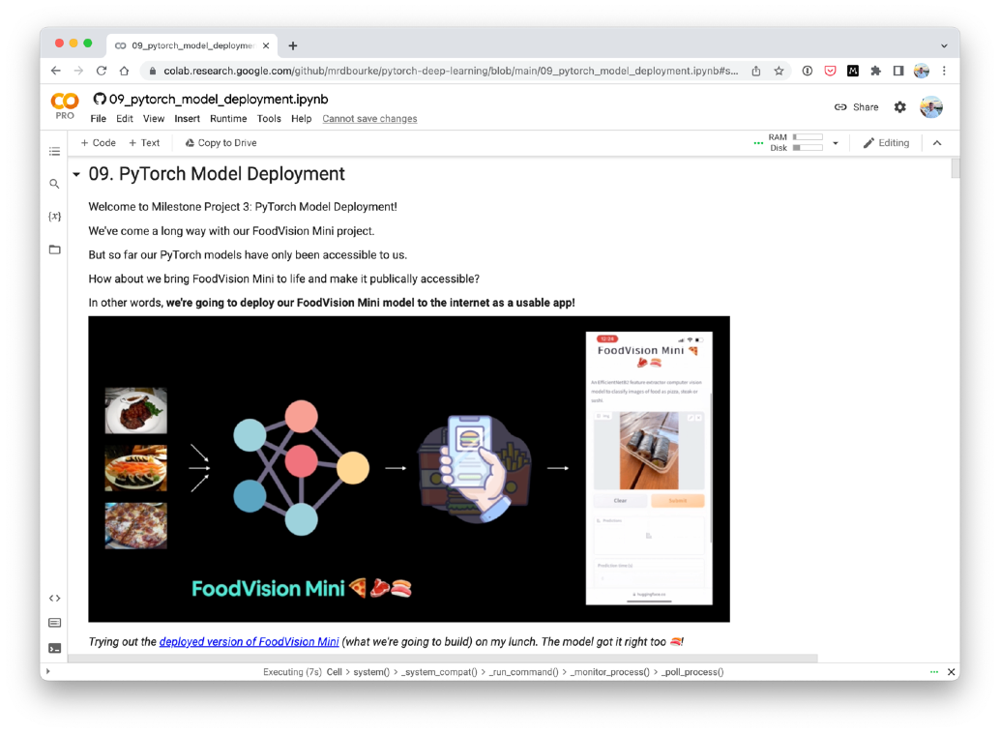 09_pytorch_model_deploymen
colab.research.google.com/github/mrdbourke/pytorch-deep-learning/blob/main/09_pytorch_model_deployment.ipynb#s...
PRO
09_pytorch_model_deployment.ipynb
File Edit View Insert Runtime Tools Help Cannot save changes
Share
+ Code + Text Copy to Drive
RAM
Disk
Editing
{x}
09. PyTorch Model Deployment
Welcome to Milestone Project 3: PyTorch Model Deployment!
We've come a long way with our FoodVision Mini project.
But so far our PyTorch models have only been accessible to us.
How about we bring FoodVision Mini to life and make it publically accessible?
In other words, we're going to deploy our FoodVision Mini model to the internet as a usable app!
FoodVision Mini 🍕🥩🍣
FoodVision Mini 🍕
🥩🍣
An EfficientNetB2 feature extractor computer vision
model to classify images of food as pizza, steak or
sushi.
img
Clear Submit
Predictions
Prediction time (s)
huggingface.co
Trying out the deployed version of FoodVision Mini (what we're going to build) on my lunch. The model got it right too 🍣!
Executing (7s) Cell > system() > _system_compat() > _run_command() > _monitor_process() > _poll_process()